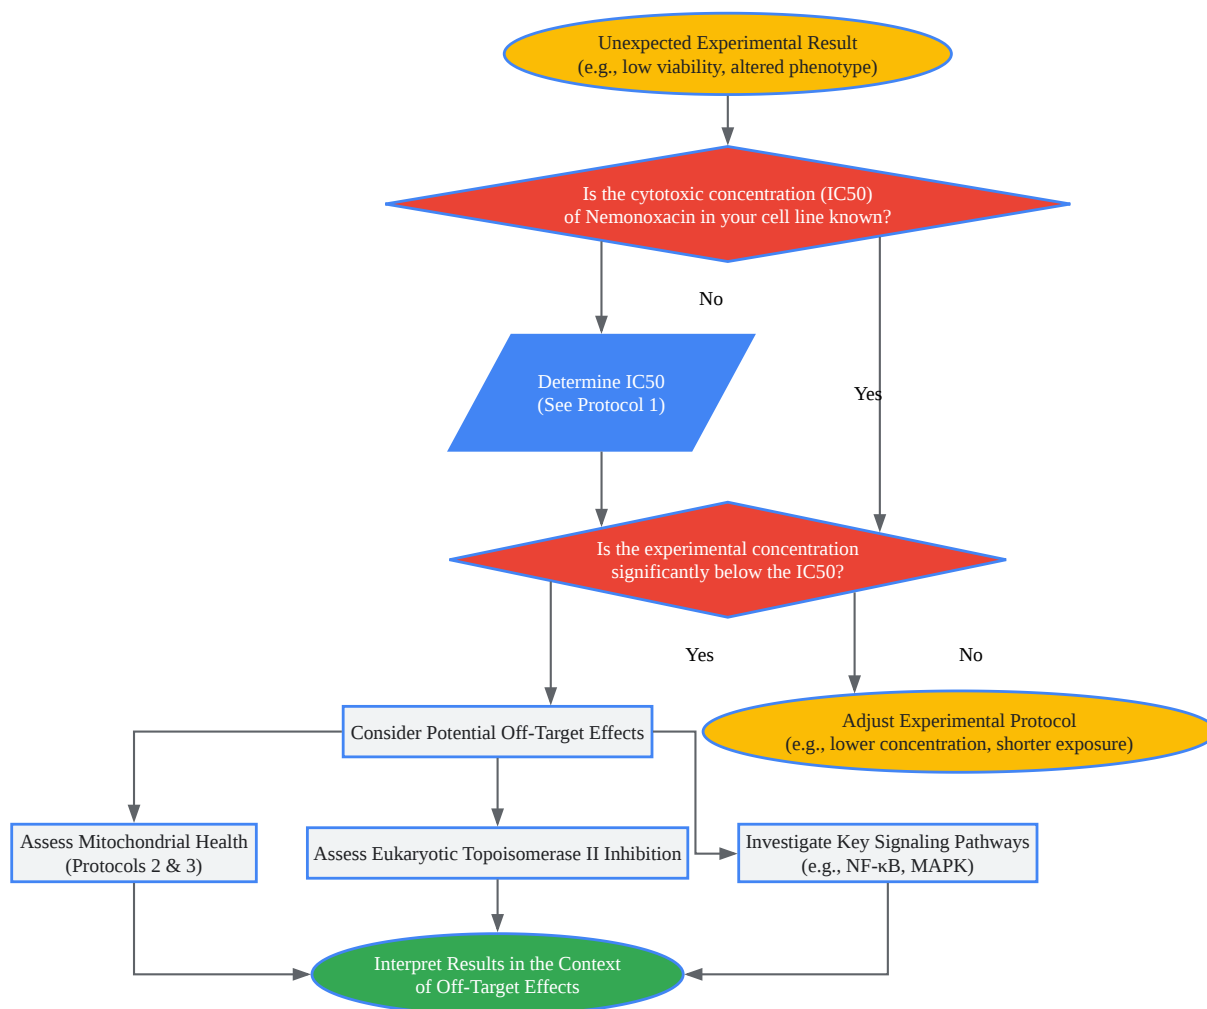 Unexpected Experimental Result
(e.g., low viability, altered phenotype)
Is the cytotoxic concentration (IC50)
of Nemonoxacin in your cell line known?
No
Determine IC50
(See Protocol 1)
Yes
Is the experimental concentration
significantly below the IC50?
Yes
No
Consider Potential Off-Target Effects
Adjust Experimental Protocol
(e.g., lower concentration, shorter exposure)
Assess Mitochondrial Health
(Protocols 2 & 3)
Assess Eukaryotic Topoisomerase II Inhibition
Investigate Key Signaling Pathways
(e.g., NF-κB, MAPK)
Interpret Results in the Context
of Off-Target Effects